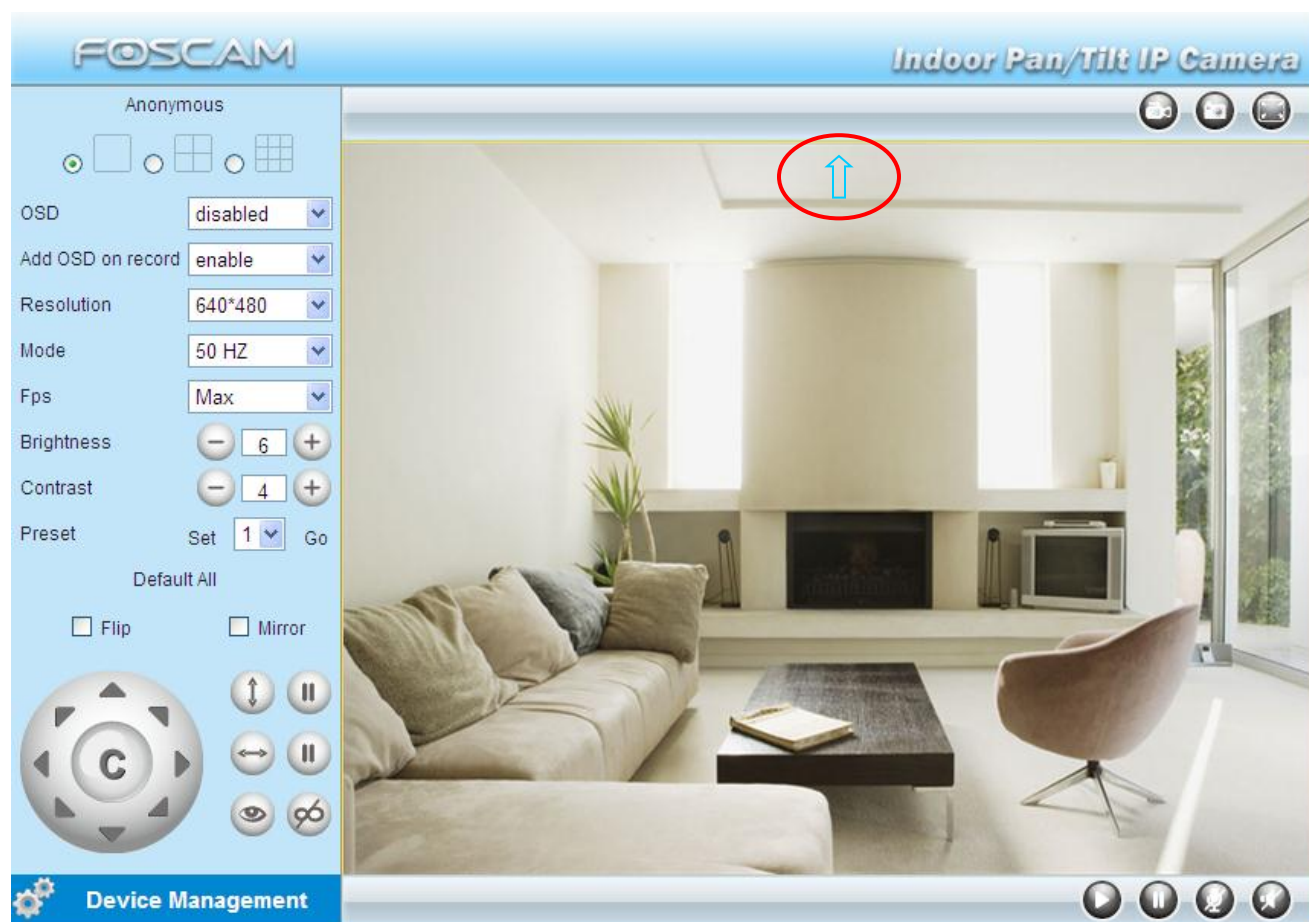 FOSCAM
Indoor Pan/Tilt IP Camera
Anonymous
OSD disabled
Add OSD on record enable
Resolution 640*480
Mode 50 HZ
Fps Max
Brightness 6
Contrast 4
Preset Set 1 Go
Default All
Flip Mirror
C
Device Management